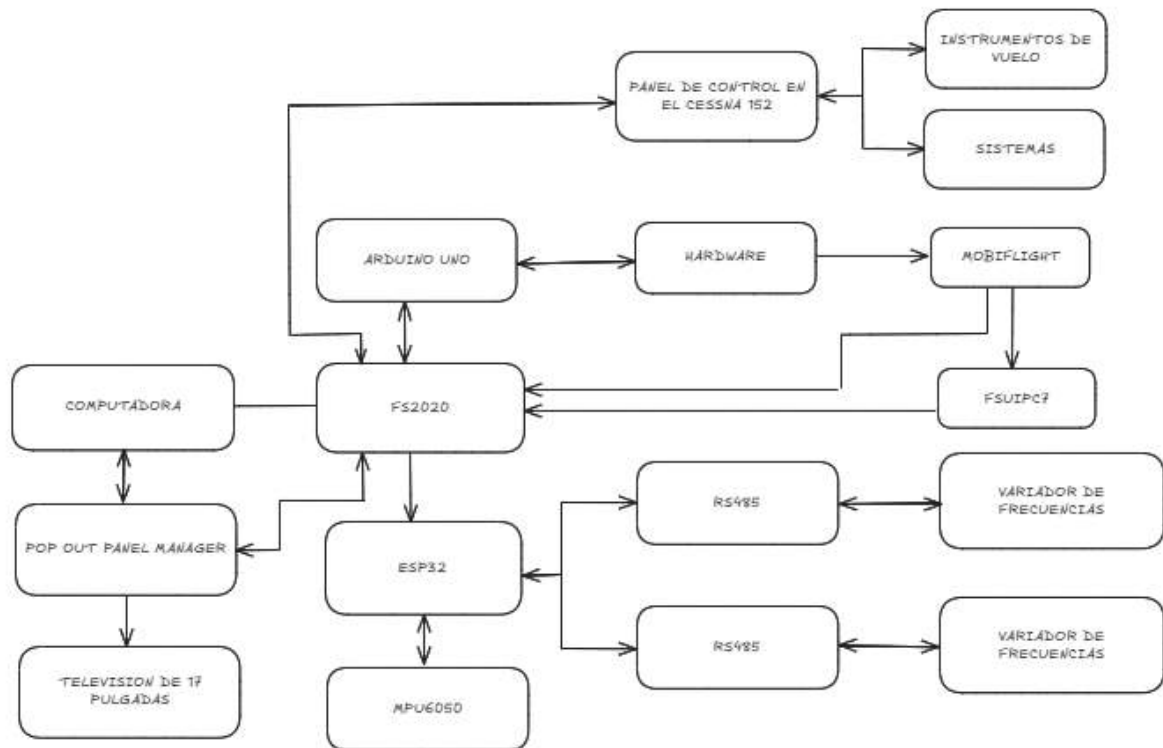 INSTRUMENTOS DE
VUELO
PANEL DE CONTROL EN
EL CESSNA 152
SISTEMAS
ARDUINO UNO
HARDWARE
MOBIFLIGHT
COMPUTADORA
FS2020
FSUIPC7
POP OUT PANEL MANAGER
ESP32
RS485
VARIADOR DE
FRECUENCIAS
TELEVISION DE 17
PULGADAS
MPU6050
RS485
VARIADOR DE
FRECUENCIAS